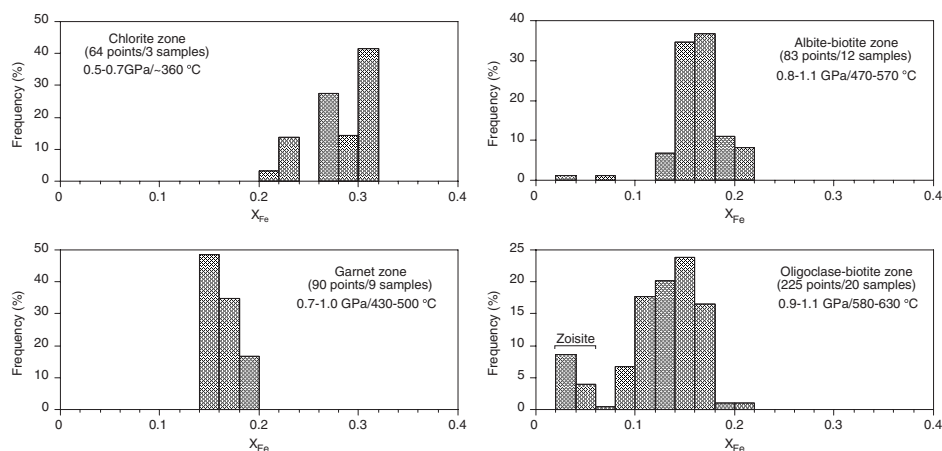 50
40
30
20
10
0
Frequency (%)
Chlorite zone
(64 points/3 samples)
0.5-0.7GPa/~360 °C
0 0.1 0.2 0.3 0.4
XFe
40
30
20
10
0
Frequency (%)
Albite-biotite zone
(83 points/12 samples)
0.8-1.1 GPa/470-570 °C
0 0.1 0.2 0.3 0.4
XFe
50
40
30
20
10
0
Frequency (%)
Garnet zone
(90 points/9 samples)
0.7-1.0 GPa/430-500 °C
0 0.1 0.2 0.3 0.4
XFe
25
20
15
10
5
0
Frequency (%)
Oligoclase-biotite zone
(225 points/20 samples)
0.9-1.1 GPa/580-630 °C
Zoisite
0 0.1 0.2 0.3 0.4
XFe